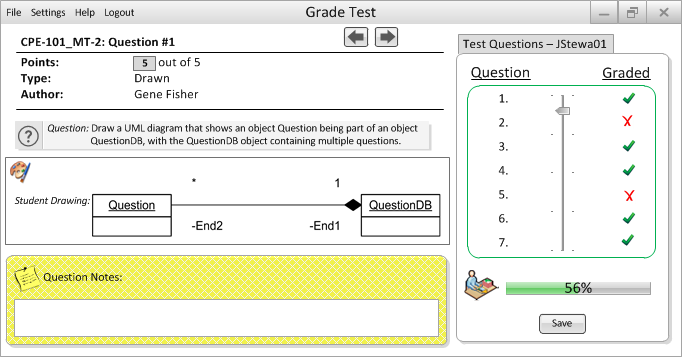 File Settings Help Logout Grade Test
CPE-101_MT-2: Question #1
Points: 5 out of 5
Type: Drawn
Author: Gene Fisher
Question: Draw a UML diagram that shows an object Question being part of an object
QuestionDB, with the QuestionDB object containing multiple questions.
Student Drawing:
* 1
Question QuestionDB
-End2 -End1
Question Notes:
Test Questions – JStewa01
Question Graded
1.
2.
3.
4.
5.
6.
7.
56%
Save